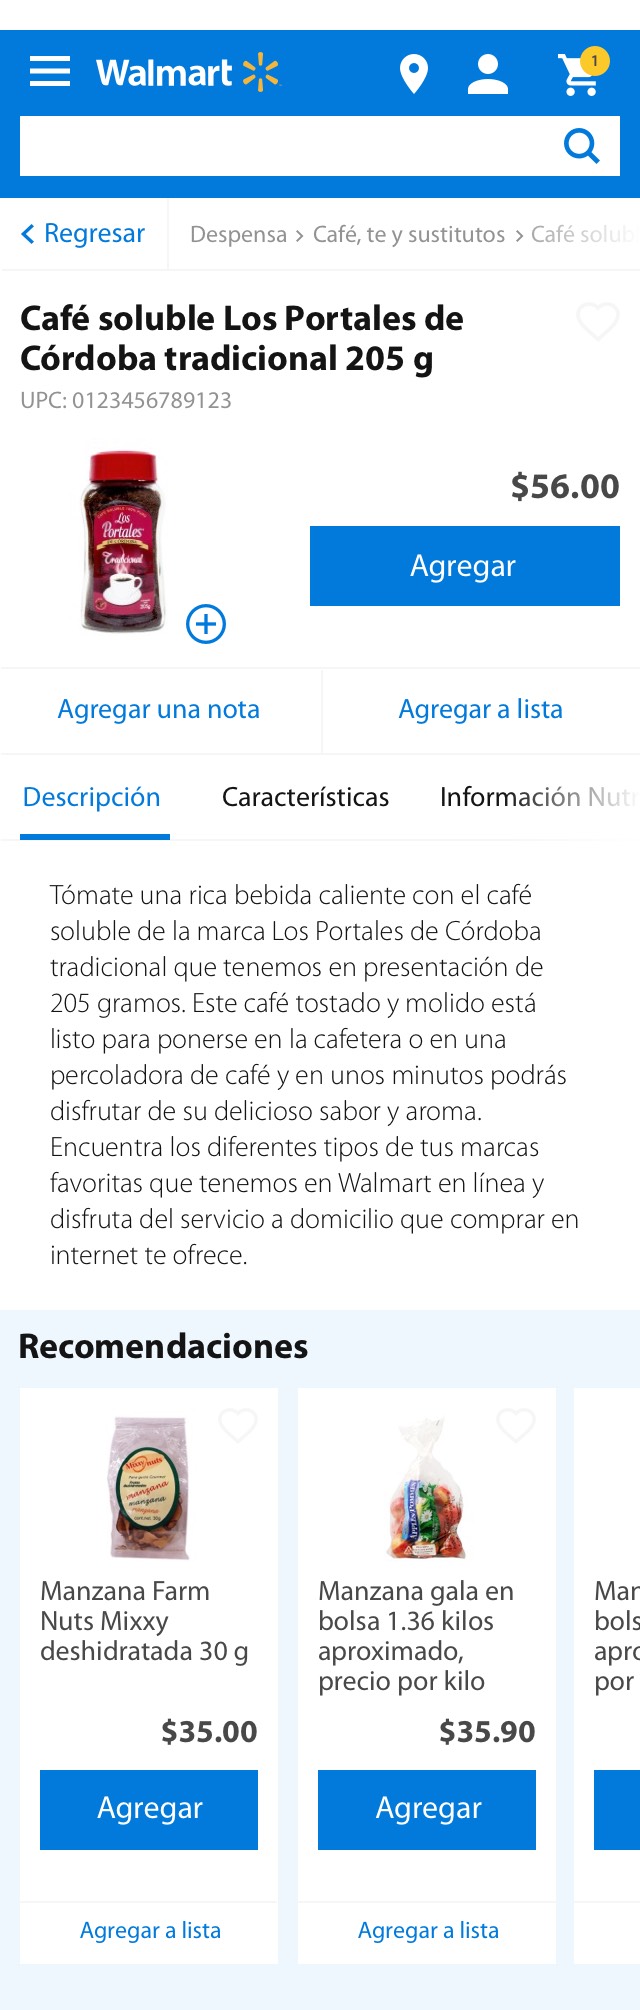 Walmart
1
Regresar
Despensa > Café, te y sustitutos > Café solub
Café soluble Los Portales de
Córdoba tradicional 205 g
UPC: 0123456789123
Los
Portales
Tradicional
$56.00
Agregar
Agregar una nota
Agregar a lista
Descripción
Características
Información Nutr
Tómate una rica bebida caliente con el café
soluble de la marca Los Portales de Córdoba
tradicional que tenemos en presentación de
205 gramos. Este café tostado y molido está
listo para ponerse en la cafetera o en una
percoladora de café y en unos minutos podrás
disfrutar de su delicioso sabor y aroma.
Encuentra los diferentes tipos de tus marcas
favoritas que tenemos en Walmart en línea y
disfruta del servicio a domicilio que comprar en
internet te ofrece.
Recomendaciones
manzana
manzana
Manzana Farm
Nuts Mixxy
deshidratada 30 g
$35.00
Agregar
Agregar a lista
Manzana gala en
bolsa 1.36 kilos
aproximado,
precio por kilo
$35.90
Agregar
Agregar a lista
Man
bols
apro
por